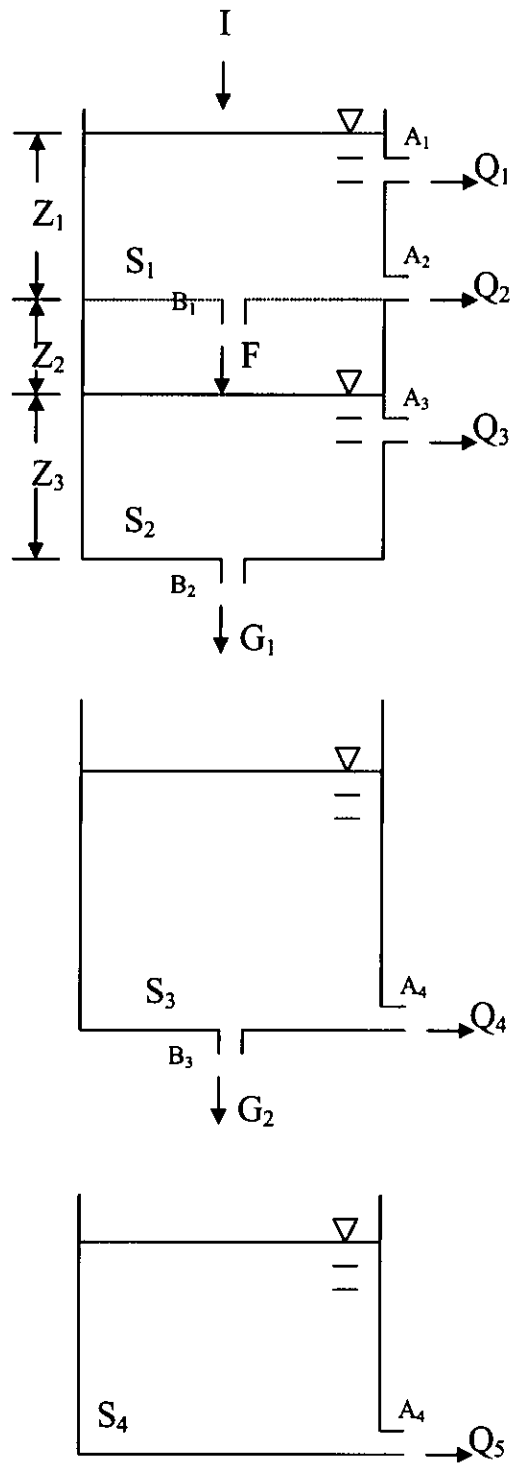 I
A₁
Q₁
Z₁
S₁
A₂
B₁
Q₂
Z₂
F
A₃
Q₃
Z₃
S₂
B₂
G₁
S₃
A₄
Q₄
B₃
G₂
S₄
A₄
Q₅